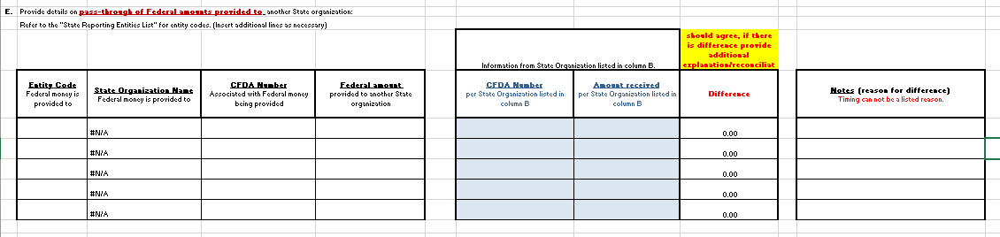 E. Provide details on pass-through of Federal amounts provided to another State organization:
Refer to the "State Reporting Entities List" for entity codes. (Insert additional lines as necessary)
should agree, if there
is difference provide
additional
explanation/reconciliat
Information from State Organization listed in column B.
Entity Code
Federal money is
provided to
State Organization Name
Federal money is provided to
CFDA Number
Associated with Federal money
being provided
Federal amount
provided to another State
organization
CFDA Number
per State Organization listed in
column B
Amount received
per State Organization listed in
column B
Difference
Notes (reason for difference)
Timing can not be a listed reason.
#N/A 0.00
#N/A 0.00
#N/A 0.00
#N/A 0.00
#N/A 0.00